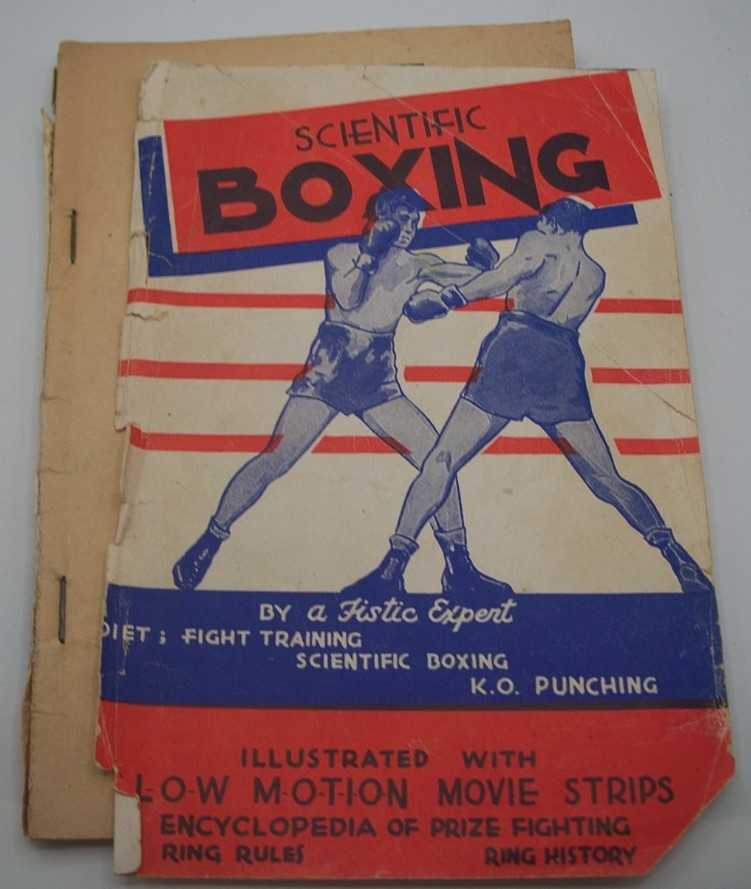 SCIENTIFIC
BOXING
BY a Fistic Expert
DIET; FIGHT TRAINING
SCIENTIFIC BOXING
K.O. PUNCHING
ILLUSTRATED WITH
L-O-W M-O-T-I-O-N MOVIE STRIPS
ENCYCLOPEDIA OF PRIZE FIGHTING
RING RULES RING HISTORY